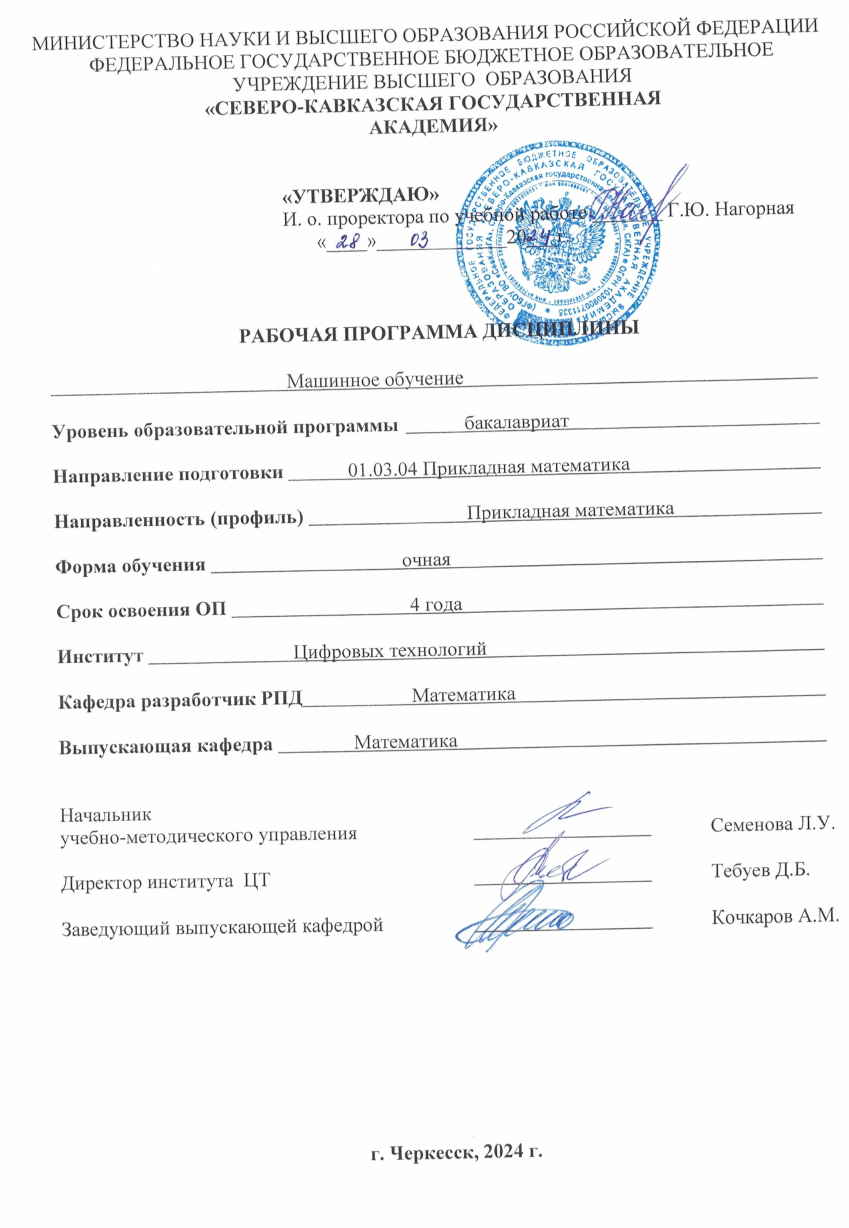 МИНИСТЕРСТВО НАУКИ И ВЫСШЕГО ОБРАЗОВАНИЯ РОССИЙСКОЙ ФЕДЕРАЦИИ
ФЕДЕРАЛЬНОЕ ГОСУДАРСТВЕННОЕ БЮДЖЕТНОЕ ОБРАЗОВАТЕЛЬНОЕ
УЧРЕЖДЕНИЕ ВЫСШЕГО ОБРАЗОВАНИЯ
«СЕВЕРО-КАВКАЗСКАЯ ГОСУДАРСТВЕННАЯ
АКАДЕМИЯ»
«УТВЕРЖДАЮ»
И. о. проректора по учебной работе Г.Ю. Нагорная
« 28 » 03 2024 г.
РАБОЧАЯ ПРОГРАММА ДИСЦИПЛИНЫ
Машинное обучение
Уровень образовательной программы бакалавриат
Направление подготовки 01.03.04 Прикладная математика
Направленность (профиль) Прикладная математика
Форма обучения очная
Срок освоения ОП 4 года
Институт Цифровых технологий
Кафедра разработчик РПД Математика
Выпускающая кафедра Математика
Начальник
учебно-методического управления Семенова Л.У.
Директор института ЦТ Тебуев Д.Б.
Заведующий выпускающей кафедрой Кочкаров А.М.
г. Черкесск, 2024 г.